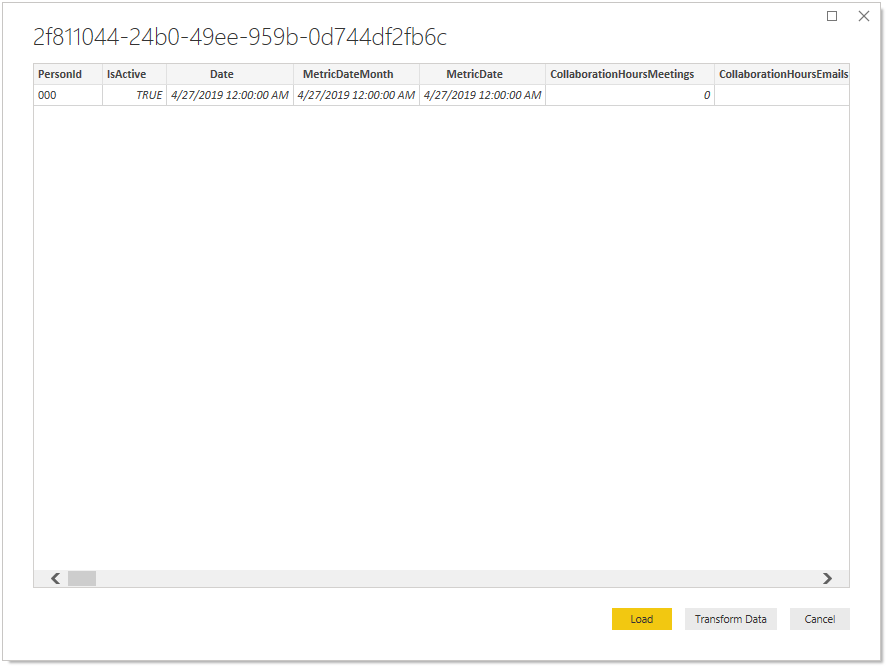 2f811044-24b0-49ee-959b-0d744df2fb6c
PersonId IsActive Date MetricDateMonth MetricDate CollaborationHoursMeetings CollaborationHoursEmails
000 TRUE 4/27/2019 12:00:00 AM 4/27/2019 12:00:00 AM 4/27/2019 12:00:00 AM 0
Load Transform Data Cancel